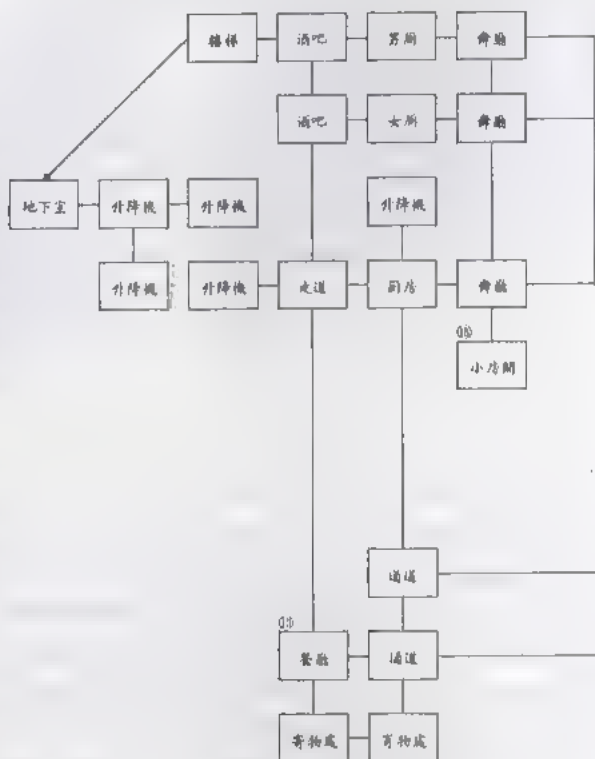 樓梯 酒吧 男廁 舞廳
酒吧 女廁 舞廳
地下室 升降機 升降機 升降機
升降機 升降機 走道 廚房 舞廳
小房間
通道
餐廳 通道
寄物處 寄物處